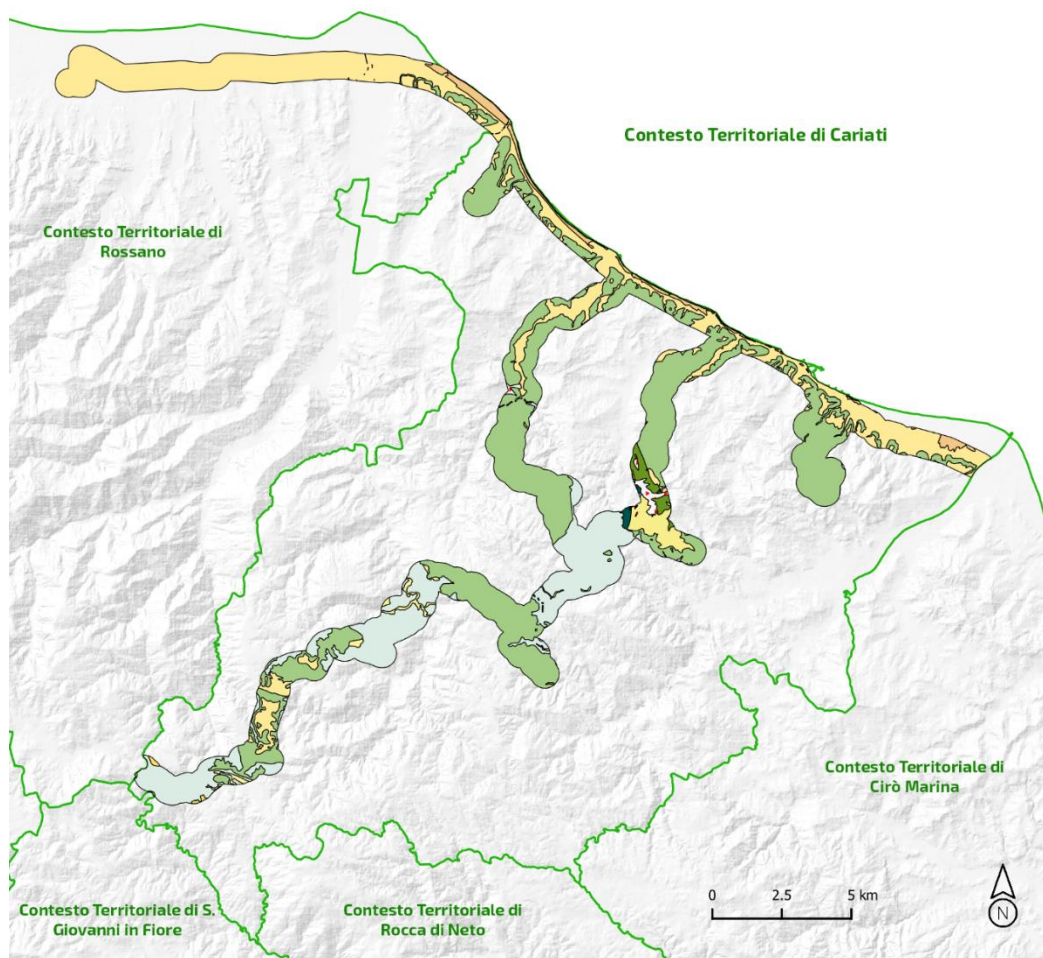 Contesto Territoriale di Cariati
Contesto Territoriale di
Rossano
Contesto Territoriale di
Cirò Marina
0 2.5 5 km
N
Contesto Territoriale di S.
Giovanni in Fiore
Contesto Territoriale di
Rocca di Neto